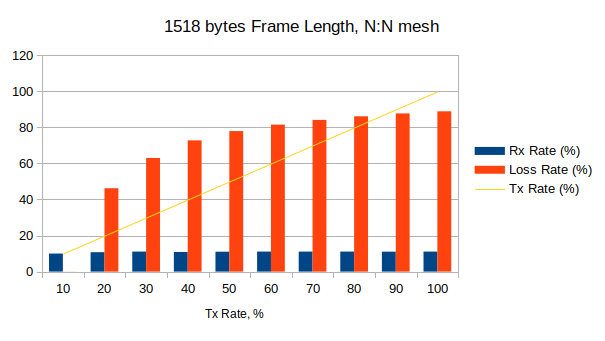 1518 bytes Frame Length, N:N mesh
120
100
80
60
40
20
0
10 20 30 40 50 60 70 80 90 100
Tx Rate, %
Rx Rate (%)
Loss Rate (%)
Tx Rate (%)